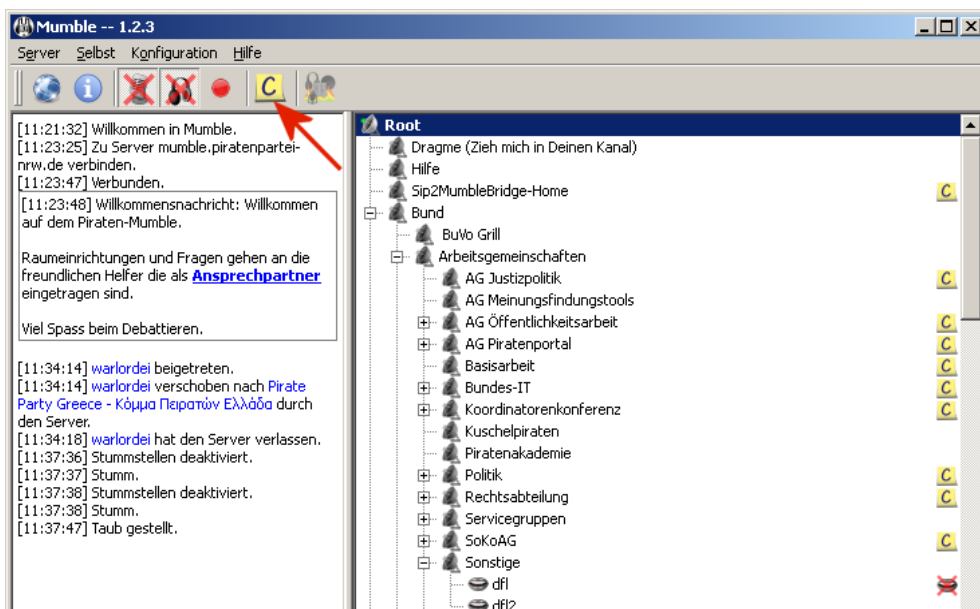 Mumble -- 1.2.3
Server Selbst Konfiguration Hilfe
C
[11:21:32] Willkommen in Mumble.
[11:23:25] Zu Server mumble.piratenpartei-
nrw.de verbinden.
[11:23:47] Verbunden.
[11:23:48] Willkommensnachricht: Willkommen
auf dem Piraten-Mumble.
Raumeinrichtungen und Fragen gehen an die
freundlichen Helfer die als Ansprechpartner
eingetragen sind.
Viel Spass beim Debattieren.
[11:34:14] warlordei beigetreten.
[11:34:14] warlordei verschoben nach Pirate
Party Greece - Κόμμα Πειρατών Ελλάδα durch
den Server.
[11:34:18] warlordei hat den Server verlassen.
[11:37:36] Stummstellen deaktiviert.
[11:37:37] Stumm.
[11:37:38] Stummstellen deaktiviert.
[11:37:38] Stumm.
[11:37:47] Taub gestellt.
Root
Dragme (Zieh mich in Deinen Kanal)
Hilfe
Sip2MumbleBridge-Home C
Bund
BuVo Grill
Arbeitsgemeinschaften
AG Justizpolitik C
AG Meinungsfindungstools
AG Öffentlichkeitsarbeit C
AG Piratenportal C
Basisarbeit C
Bundes-IT C
Koordinatorenkonferenz C
Kuschelpiraten
Piratenakademie
Politik C
Rechtsabteilung C
Servicegruppen
SoKoAG C
Sonstige
dfl
dfl2